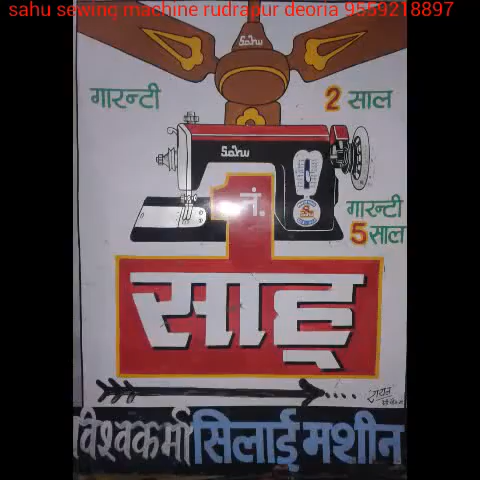 sahu sewing machine rudrapur deoria 9559218897
Sahu
गारन्टी 2 साल
Sahu
नं.
1
गारन्टी
5 साल
साहू
विश्वकर्मा सिलाई मशीन